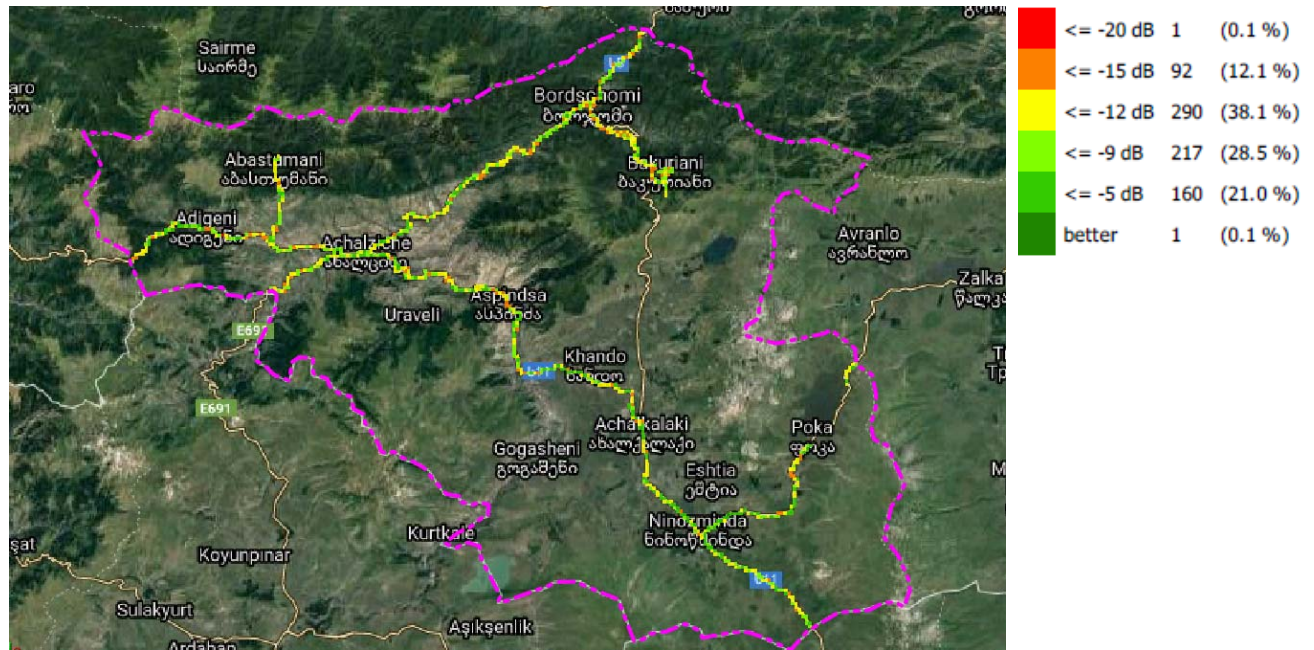 Sairme
საირმე
Bordschomi
ბორჯომი
Abastumani
აბასთუმანი
Bakuriani
ბაკურიანი
Adigeni
ადიგენი
Achalziche
ახალციხე
Avranlo
ავრანლო
Aspindsa
ასპინძა
Uraveli
E691
Khando
ხანდო
E691
Achalkalaki
ახალქალაქი
Poka
ფოკა
Gogasheni
გოგაშენი
Eshtia
ეშტია
Ninozminda
ნინოწმინდა
Kurtkale
Koyunpınar
Sulakyurt
Aşıkşenlik
Ardahan
<= -20 dB 1 (0.1 %)
<= -15 dB 92 (12.1 %)
<= -12 dB 290 (38.1 %)
<= -9 dB 217 (28.5 %)
<= -5 dB 160 (21.0 %)
better 1 (0.1 %)